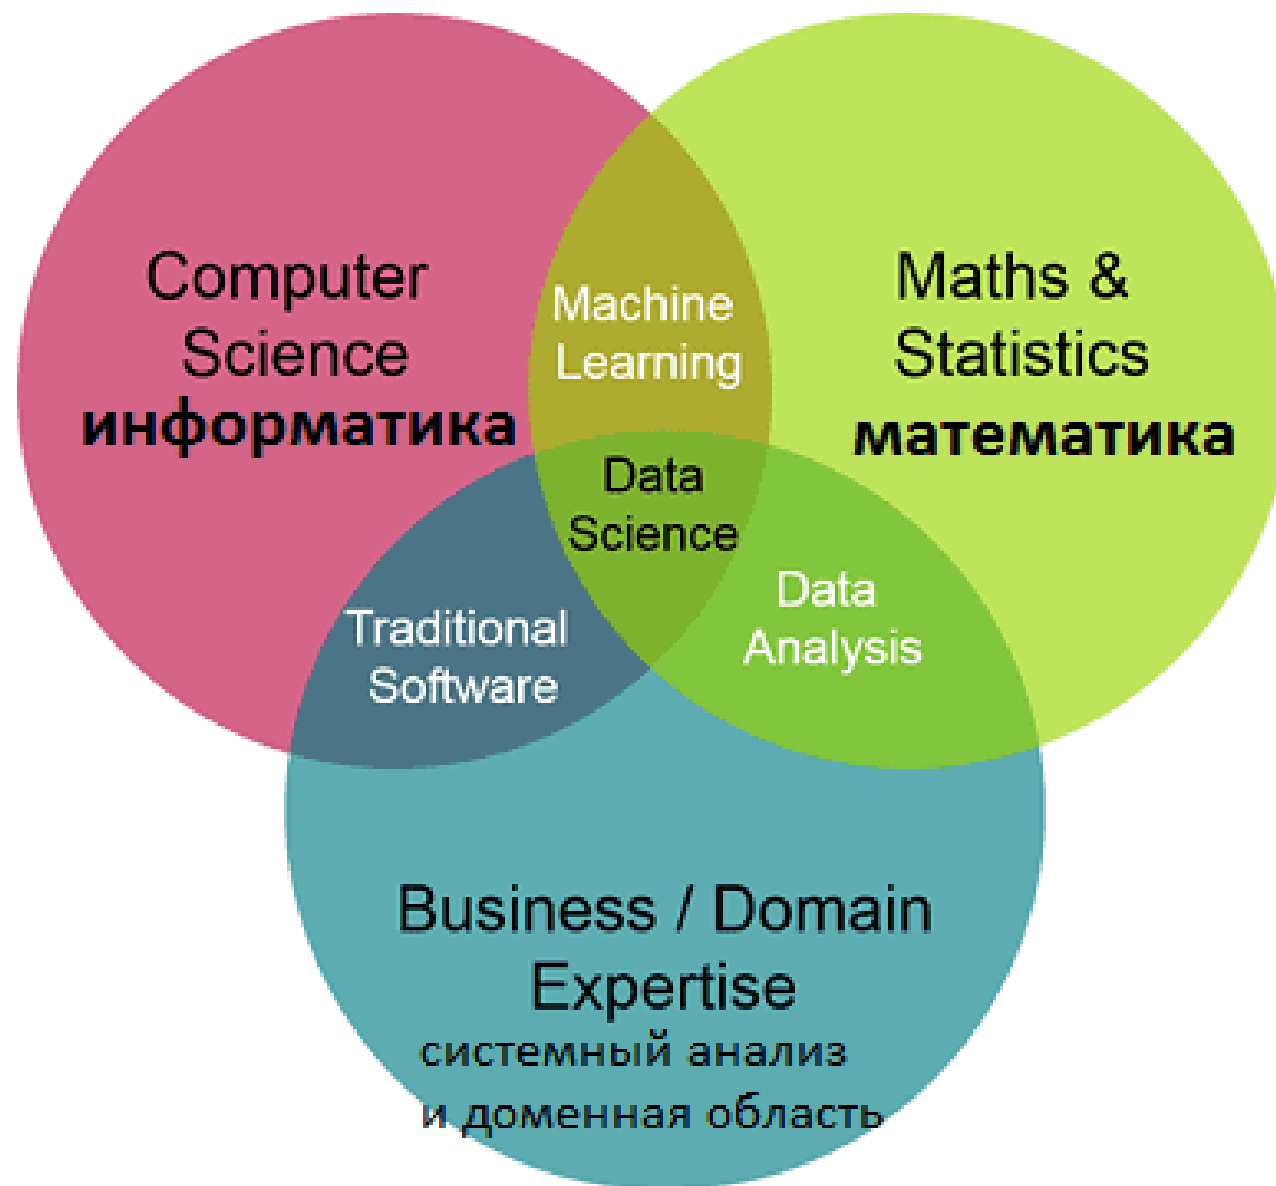 Computer
Science
информатика
Machine
Learning
Maths &
Statistics
математика
Data
Science
Traditional
Software
Data
Analysis
Business / Domain
Expertise
системный анализ
и доменная область